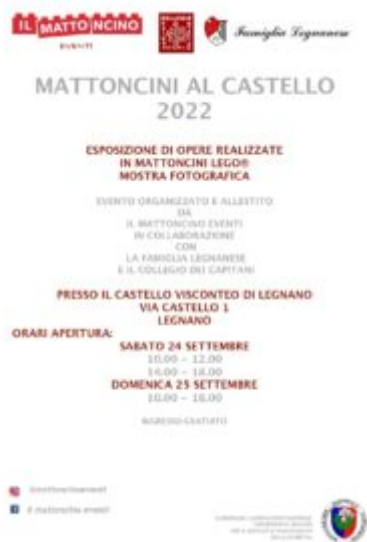 IL MATTONCINO
EVENTI
Famiglia Legnanese
MATTONCINI AL CASTELLO
2022
ESPOSIZIONE DI OPERE REALIZZATE
IN MATTONCINI LEGO®
MOSTRA FOTOGRAFICA
EVENTO ORGANIZZATO E ALLESTITO
DA
IL MATTONCINO EVENTI
IN COLLABORAZIONE
CON
LA FAMIGLIA LEGNANESE
E IL COLLEGIO DEI CAPITANI
PRESSO IL CASTELLO VISCONTEO DI LEGNANO
VIA CASTELLO 1
LEGNANO
ORARI APERTURA:
SABATO 24 SETTEMBRE
10.00 - 12.00
14.00 - 18.00
DOMENICA 25 SETTEMBRE
10.00 - 18.00
INGRESSO GRATUITO
il mattoncino eventi